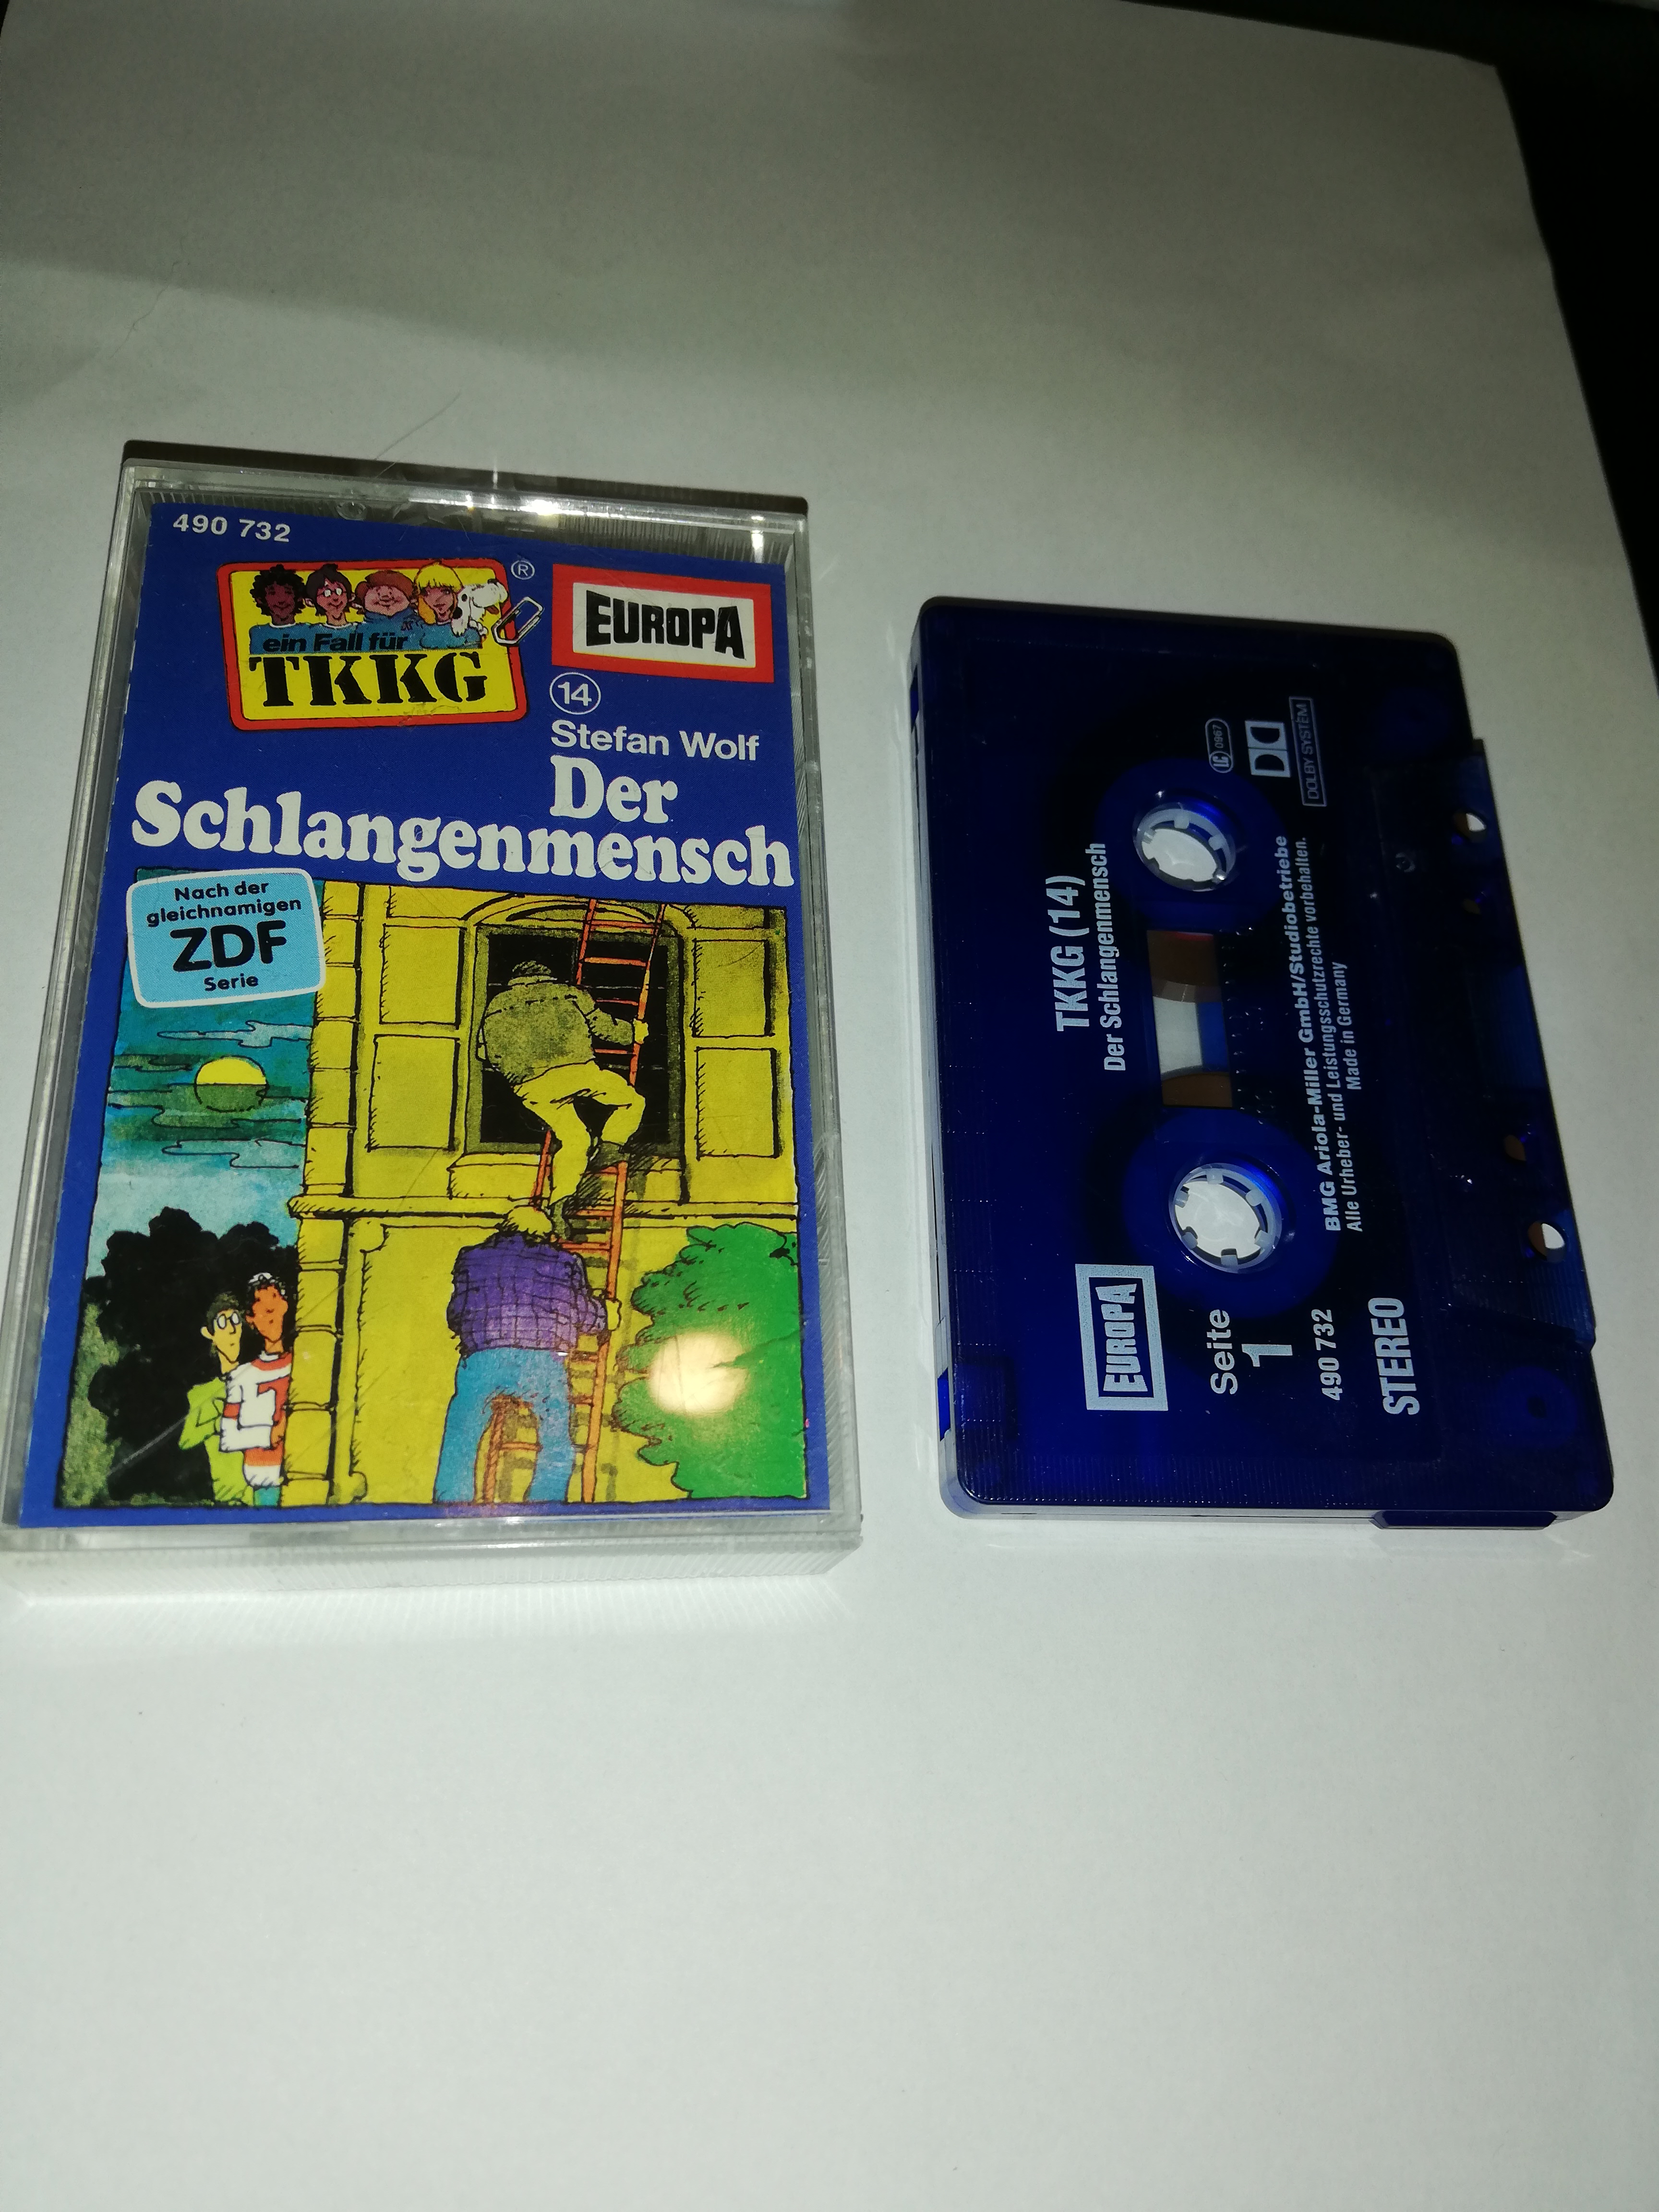 490 732
ein Fall für
TKKG
®
EUROPA
14
Stefan Wolf
Der
Schlangenmensch
Nach der
gleichnamigen
ZDF
Serie
TKKG (14)
Der Schlangenmensch
LC 0967
DOLBY SYSTEM
BMG Ariola-Miller GmbH/Studiobetriebe
Alle Urheber- und Leistungsschutzrechte vorbehalten.
Made in Germany
EUROPA
Seite
1
490 732
STEREO